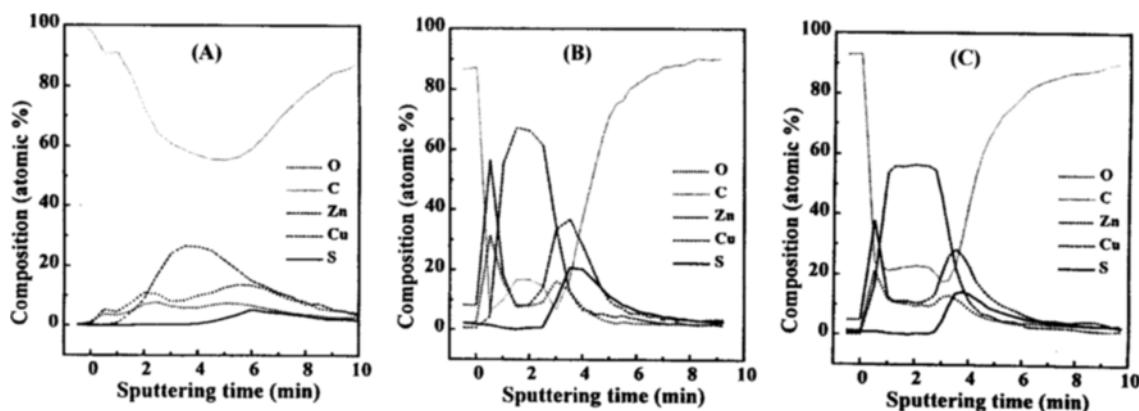 (A)
Composition (atomic %)
100
80
60
40
20
0
O
C
Zn
Cu
S
0 2 4 6 8 10
Sputtering time (min)
(B)
Composition (atomic %)
100
80
60
40
20
0
O
C
Zn
Cu
S
0 2 4 6 8 10
Sputtering time (min)
(C)
Composition (atomic %)
100
80
60
40
20
0
O
C
Zn
Cu
S
0 2 4 6 8 10
Sputtering time (min)